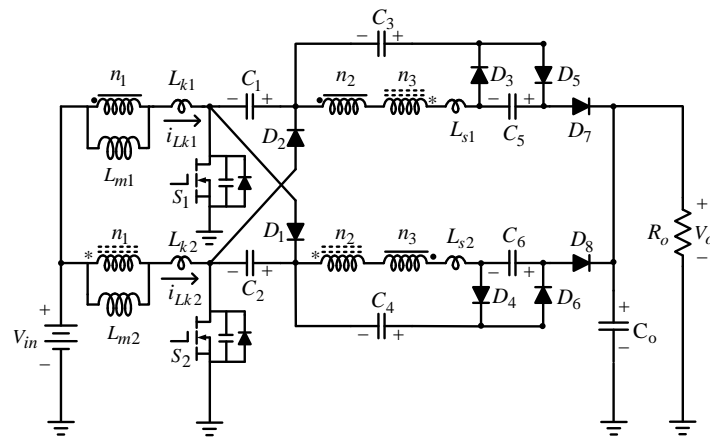 C3
− +
n1 Lk1 C1 n2 n3 D3 D5
− + * Ls1 − +
iLk1 D2 C5 D7
Lm1
S1
+
n1 Lk2 D1 n2 n3 Ls2 C6 D8 Ro Vo
* − + * − + −
iLk2 C2 D4 D6
C4
+ Lm2 − + +
Vin S2 Co
− −